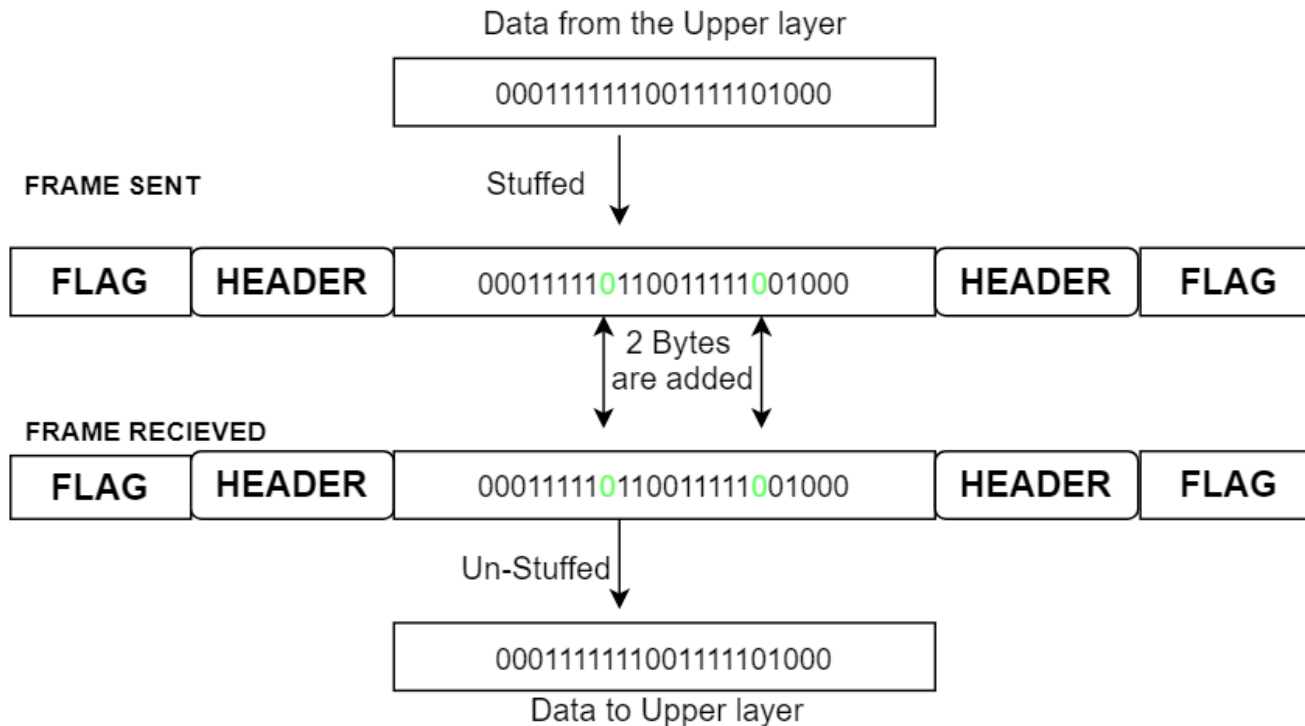 Data from the Upper layer
0001111111001111101000
Stuffed
FRAME SENT
FLAG HEADER 000111110110011111001000 HEADER FLAG
2 Bytes
are added
FRAME RECIEVED
FLAG HEADER 000111110110011111001000 HEADER FLAG
Un-Stuffed
0001111111001111101000
Data to Upper layer